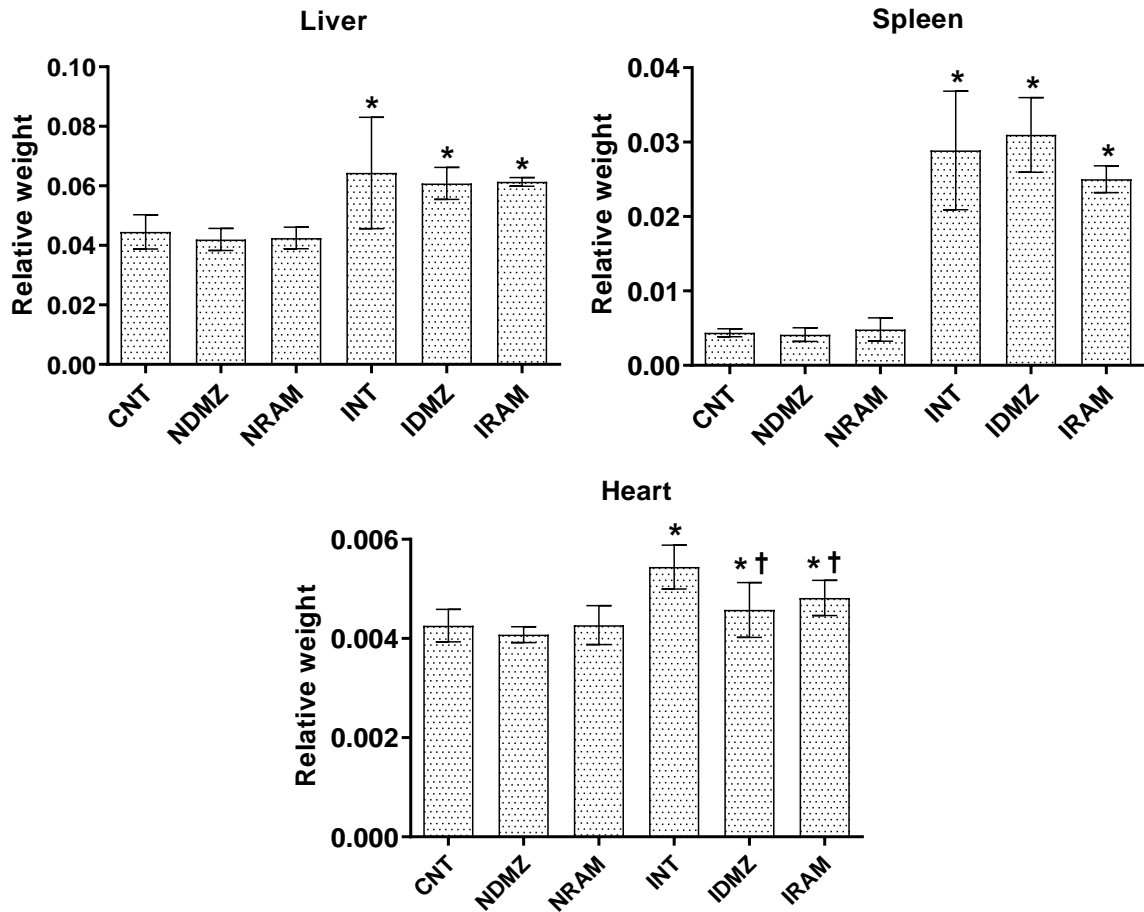 Liver
Relative weight
0.10
0.08
0.06
0.04
0.02
0.00
*
*
*
CNT
NDMZ
NRAM
INT
IDMZ
IRAM
Spleen
Relative weight
0.04
0.03
0.02
0.01
0.00
*
*
*
CNT
NDMZ
NRAM
INT
IDMZ
IRAM
Heart
Relative weight
0.006
0.004
0.002
0.000
*
* †
* †
CNT
NDMZ
NRAM
INT
IDMZ
IRAM